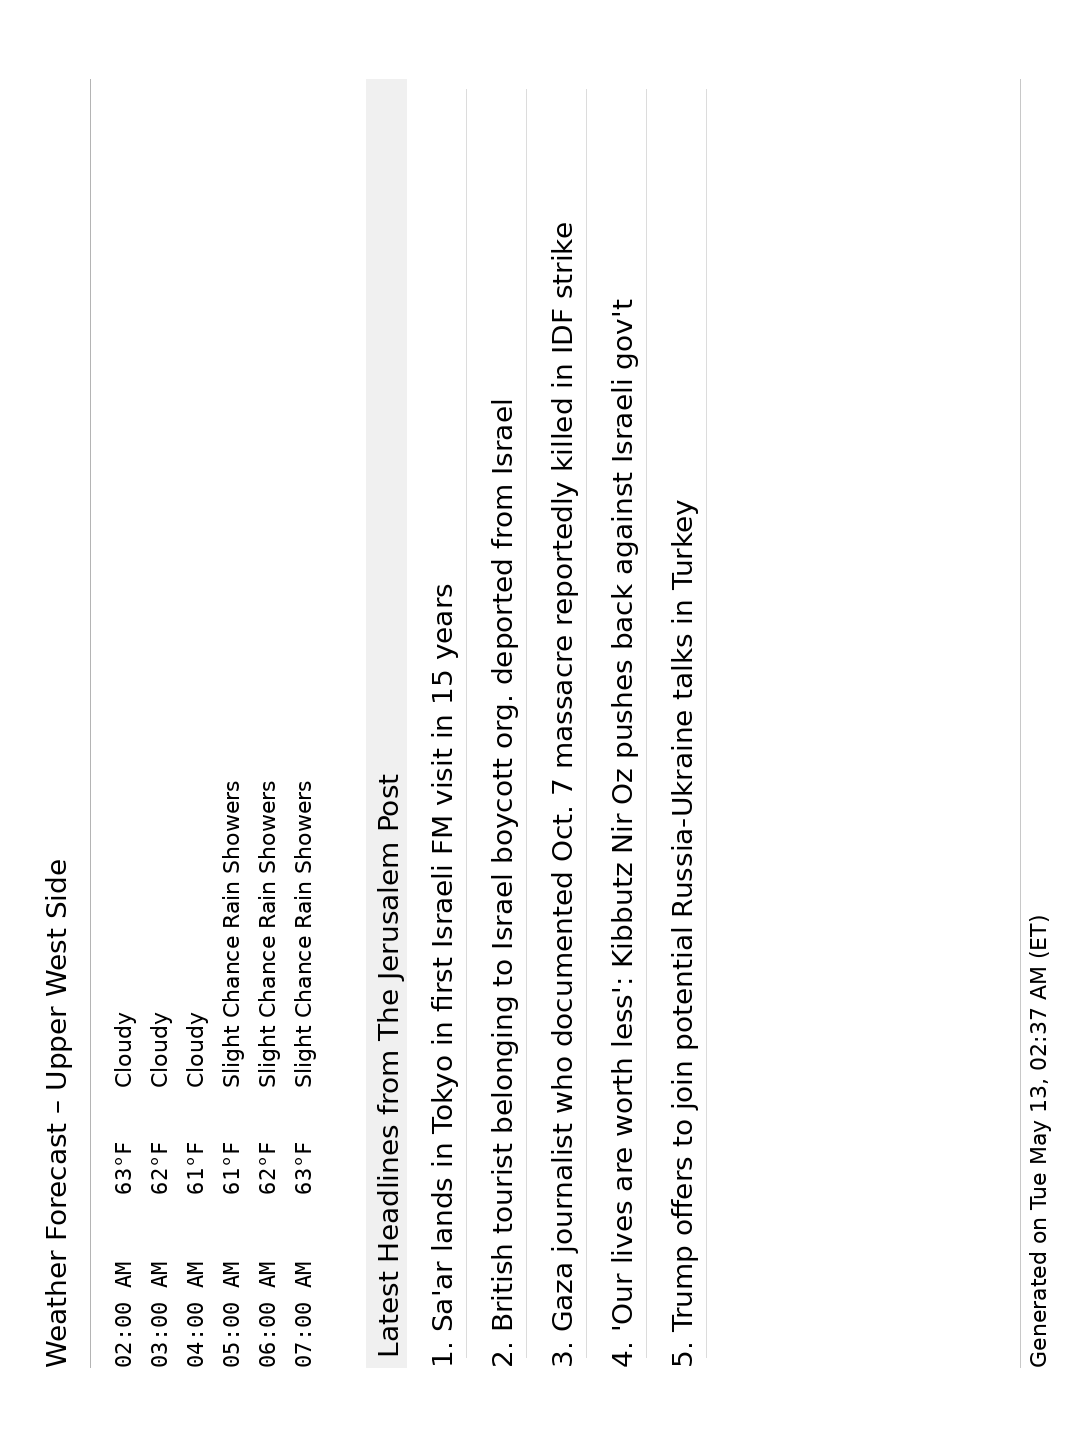 Weather Forecast – Upper West Side
02:00 AM 63°F Cloudy
03:00 AM 62°F Cloudy
04:00 AM 61°F Cloudy
05:00 AM 61°F Slight Chance Rain Showers
06:00 AM 62°F Slight Chance Rain Showers
07:00 AM 63°F Slight Chance Rain Showers
Latest Headlines from The Jerusalem Post
1. Sa'ar lands in Tokyo in first Israeli FM visit in 15 years
2. British tourist belonging to Israel boycott org. deported from Israel
3. Gaza journalist who documented Oct. 7 massacre reportedly killed in IDF strike
4. 'Our lives are worth less': Kibbutz Nir Oz pushes back against Israeli gov't
5. Trump offers to join potential Russia-Ukraine talks in Turkey
Generated on Tue May 13, 02:37 AM (ET)